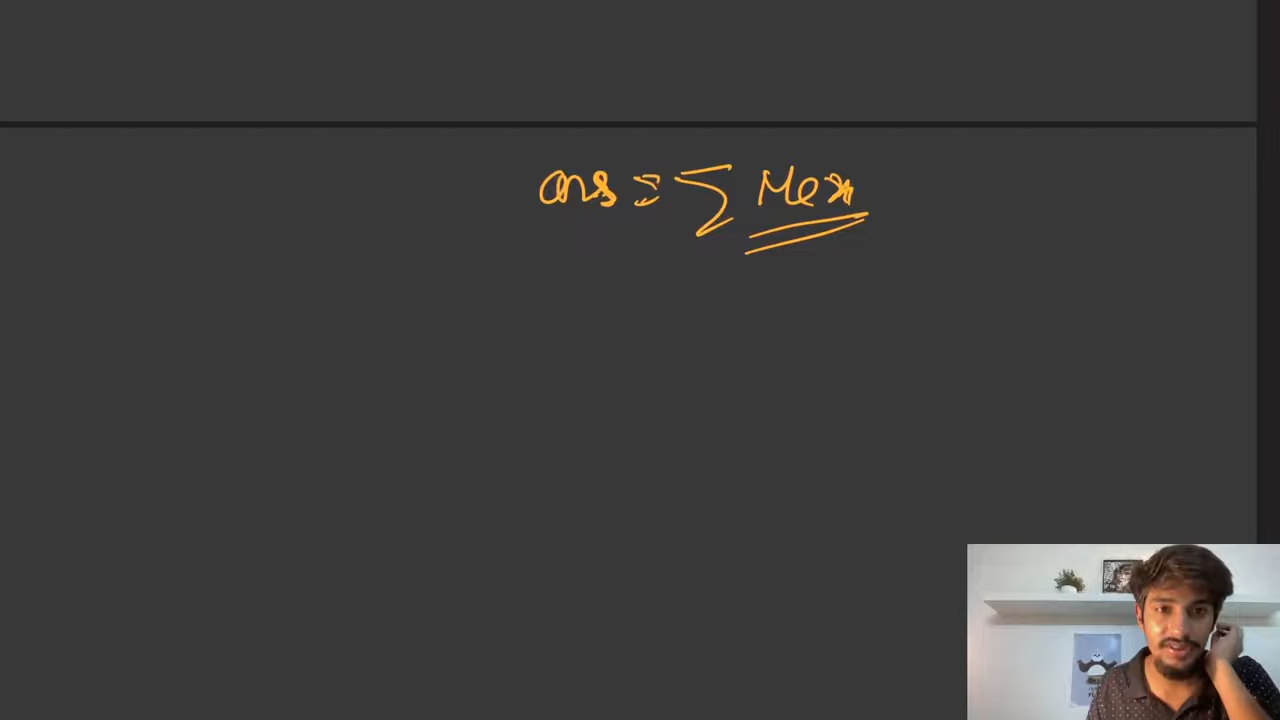 ans = ∑ Mex